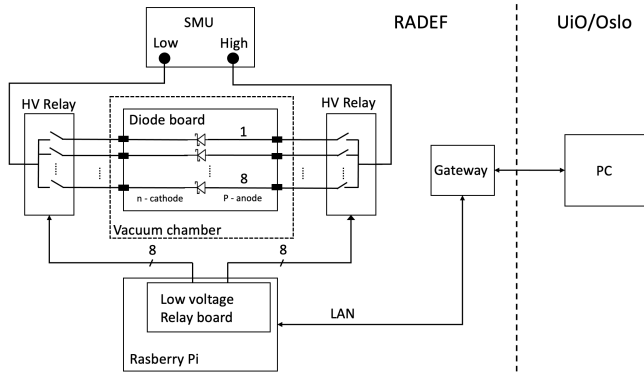 SMU
RADEF
UiO/Oslo
Low
High
HV Relay
HV Relay
Diode board
1
8
n - cathode
P - anode
Gateway
PC
Vacuum chamber
8
8
Low voltage
Relay board
LAN
Rasberry Pi